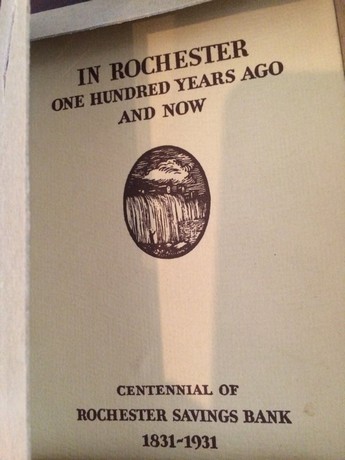 IN ROCHESTER
ONE HUNDRED YEARS AGO
AND NOW
CENTENNIAL OF
ROCHESTER SAVINGS BANK
1831-1931